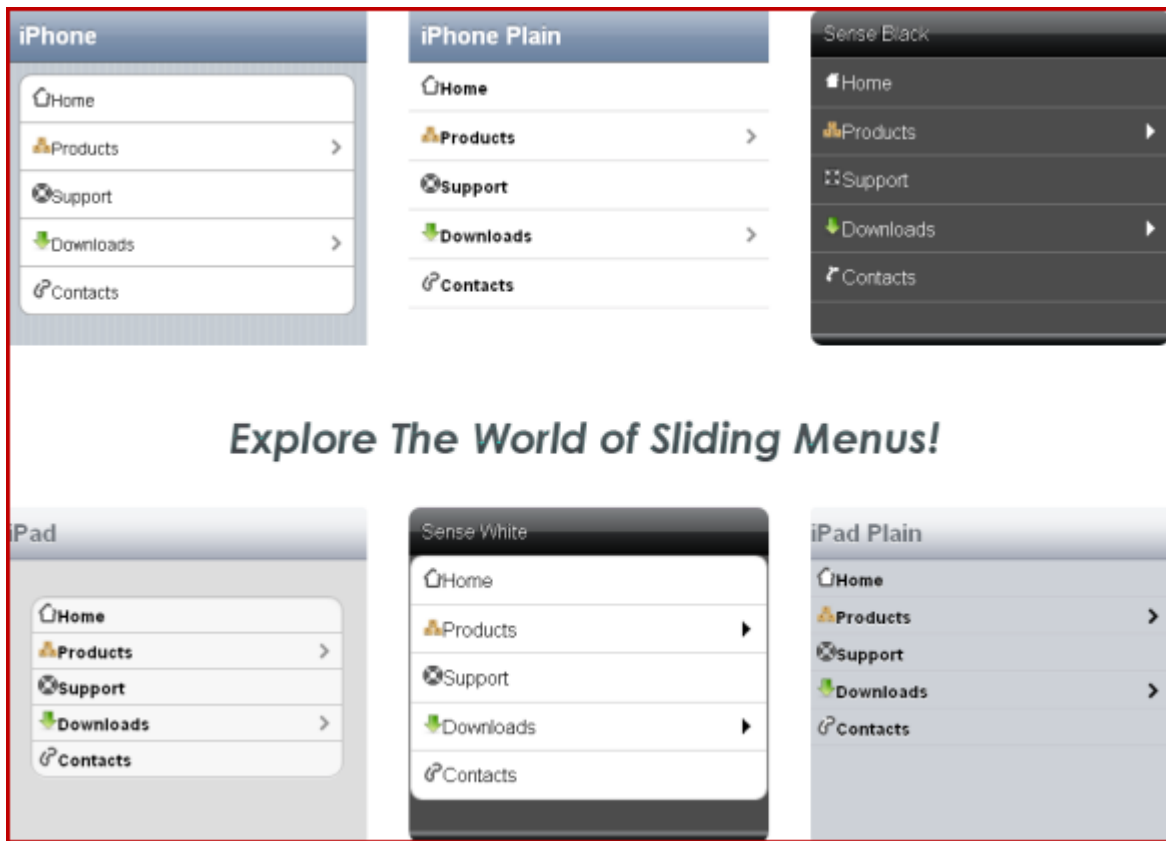 iPhone
Home
Products
Support
Downloads
Contacts
iPhone Plain
Home
Products
Support
Downloads
Contacts
Sense Black
Home
Products
Support
Downloads
Contacts
Explore The World of Sliding Menus!
iPad
Home
Products
Support
Downloads
Contacts
Sense White
Home
Products
Support
Downloads
Contacts
iPad Plain
Home
Products
Support
Downloads
Contacts